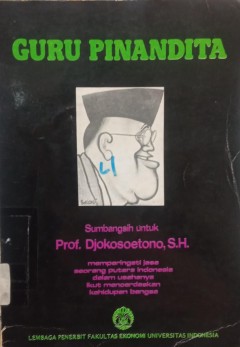 GURU PINANDITA
Sumbangsih untuk
Prof. Djokosoetono, S.H.
memperingati jasa
seorang putera indonesia
dalam usahanya
ikut mencerdaskan
kehidupan bangsa
LEMBAGA PENERBIT FAKULTAS EKONOMI UNIVERSITAS INDONESIA